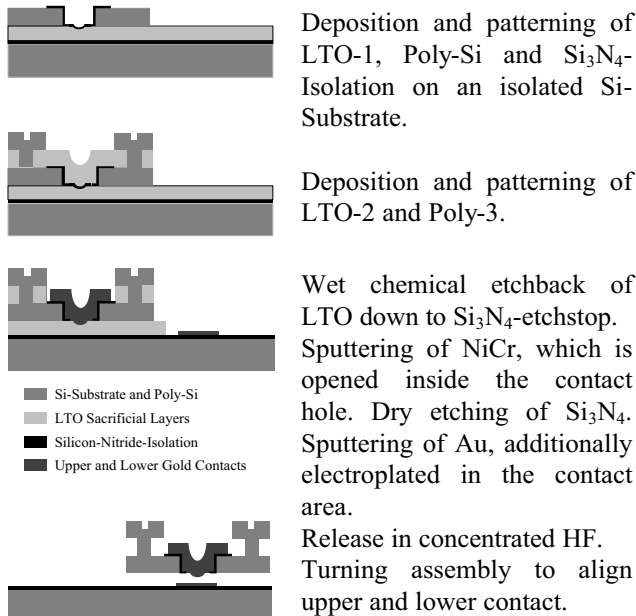 Deposition and patterning of
LTO-1, Poly-Si and Si₃N₄-
Isolation on an isolated Si-
Substrate.
Deposition and patterning of
LTO-2 and Poly-3.
Wet chemical etchback of
LTO down to Si₃N₄-etchstop.
Sputtering of NiCr, which is
opened inside the contact
hole. Dry etching of Si₃N₄.
Sputtering of Au, additionally
electroplated in the contact
area.
Release in concentrated HF.
Turning assembly to align
upper and lower contact.
Si-Substrate and Poly-Si
LTO Sacrificial Layers
Silicon-Nitride-Isolation
Upper and Lower Gold Contacts